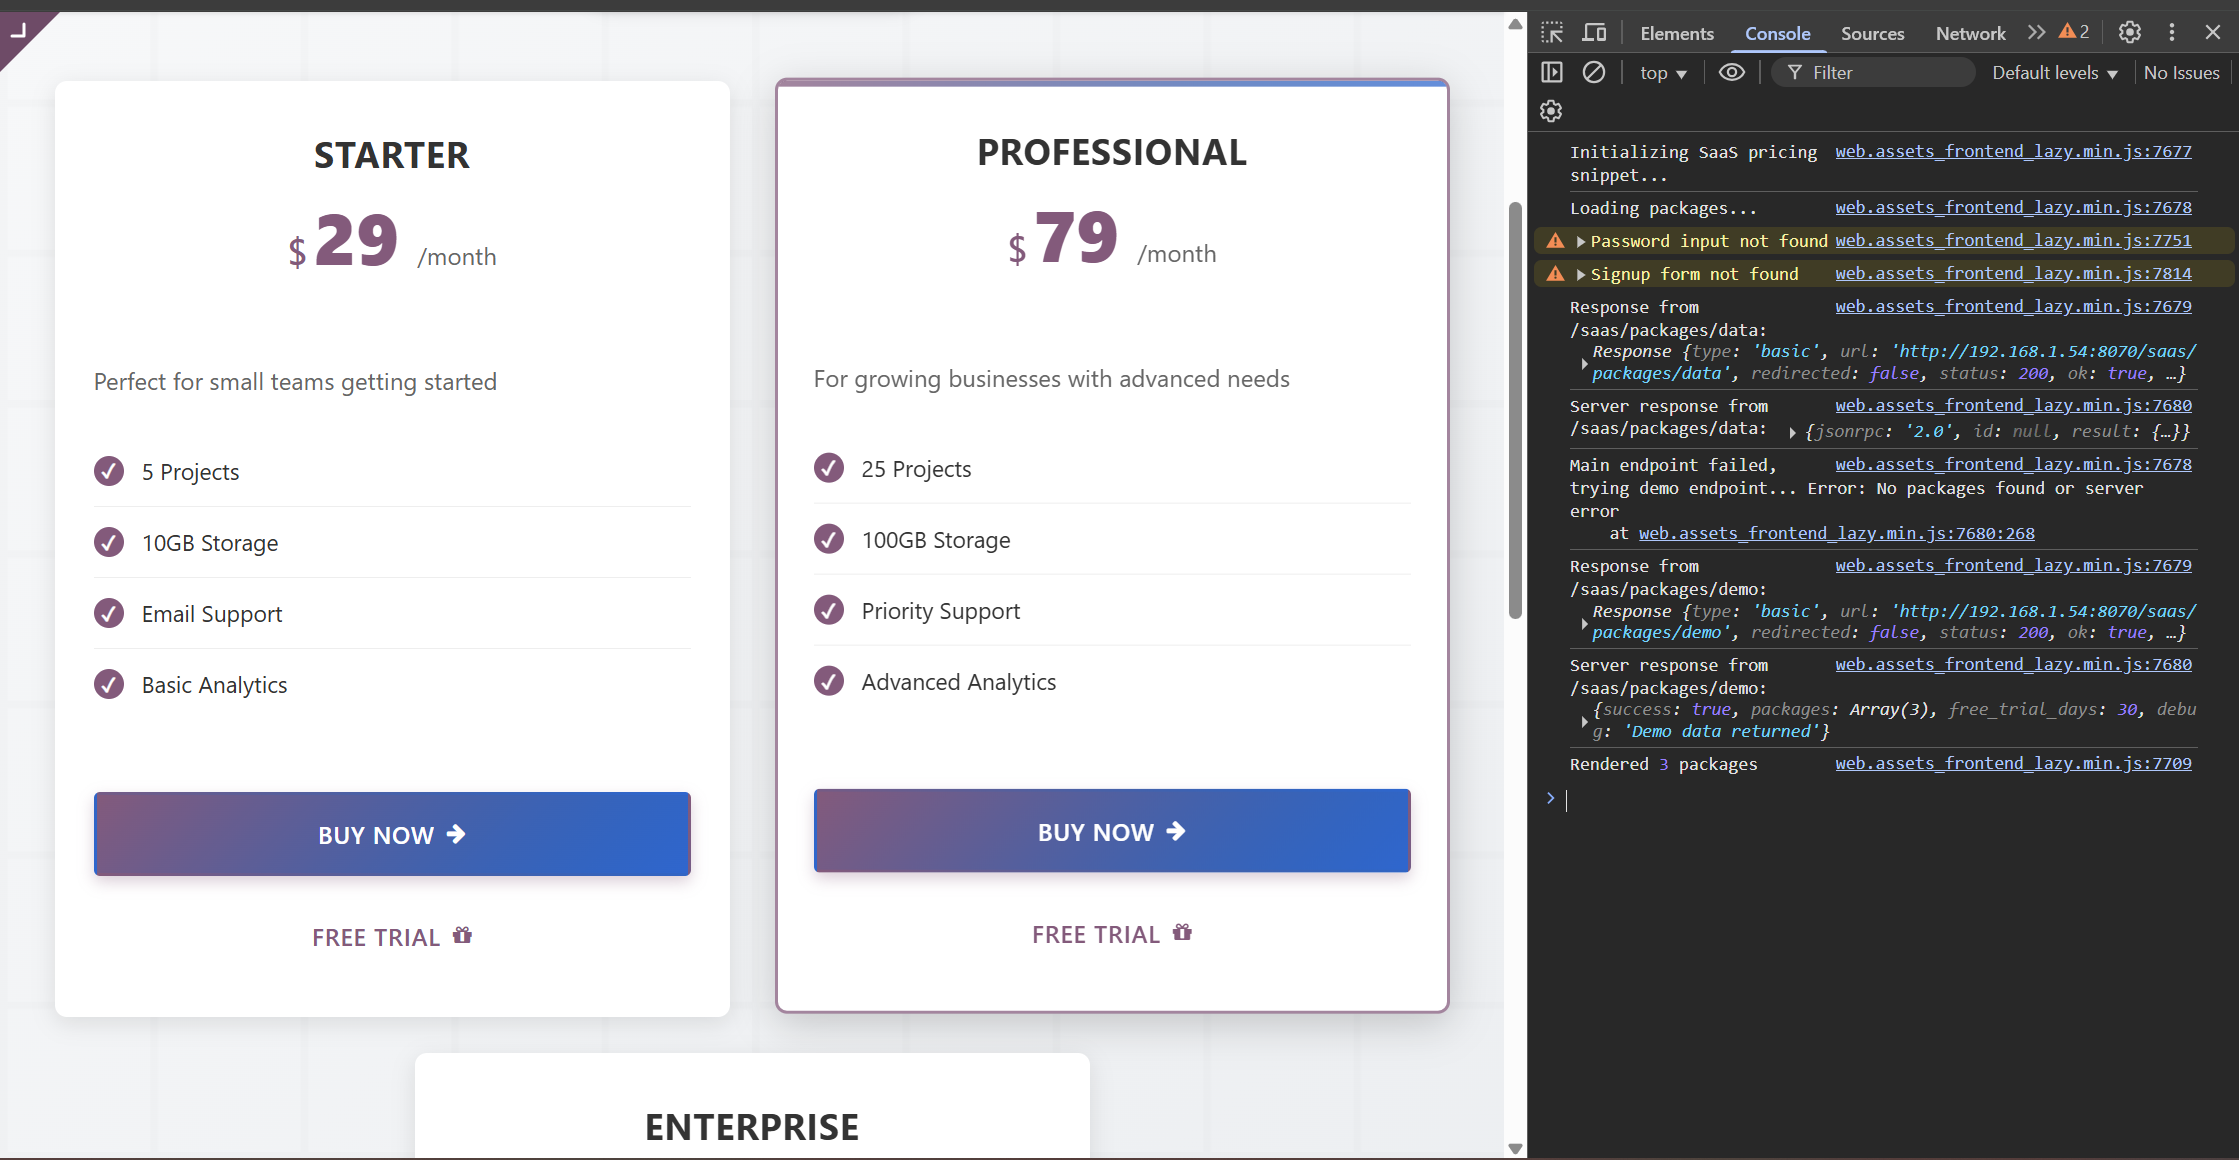 STARTER
$ 29 /month
Perfect for small teams getting started
5 Projects
10GB Storage
Email Support
Basic Analytics
BUY NOW
FREE TRIAL
PROFESSIONAL
$ 79 /month
For growing businesses with advanced needs
25 Projects
100GB Storage
Priority Support
Advanced Analytics
BUY NOW
FREE TRIAL
ENTERPRISE
Elements Console Sources Network 2
top Filter Default levels No Issues
Initializing SaaS pricing web.assets_frontend_lazy.min.js:7677
snippet...
Loading packages... web.assets_frontend_lazy.min.js:7678
Password input not found web.assets_frontend_lazy.min.js:7751
Signup form not found web.assets_frontend_lazy.min.js:7814
Response from web.assets_frontend_lazy.min.js:7679
/saas/packages/data:
Response {type: 'basic', url: 'http://192.168.1.54:8070/saas/
packages/data', redirected: false, status: 200, ok: true, …}
Server response from web.assets_frontend_lazy.min.js:7680
/saas/packages/data: {jsonrpc: '2.0', id: null, result: {…}}
Main endpoint failed, web.assets_frontend_lazy.min.js:7678
trying demo endpoint... Error: No packages found or server
error
at web.assets_frontend_lazy.min.js:7680:268
Response from web.assets_frontend_lazy.min.js:7679
/saas/packages/demo:
Response {type: 'basic', url: 'http://192.168.1.54:8070/saas/
packages/demo', redirected: false, status: 200, ok: true, …}
Server response from web.assets_frontend_lazy.min.js:7680
/saas/packages/demo:
{success: true, packages: Array(3), free_trial_days: 30, debu
g: 'Demo data returned'}
Rendered 3 packages web.assets_frontend_lazy.min.js:7709